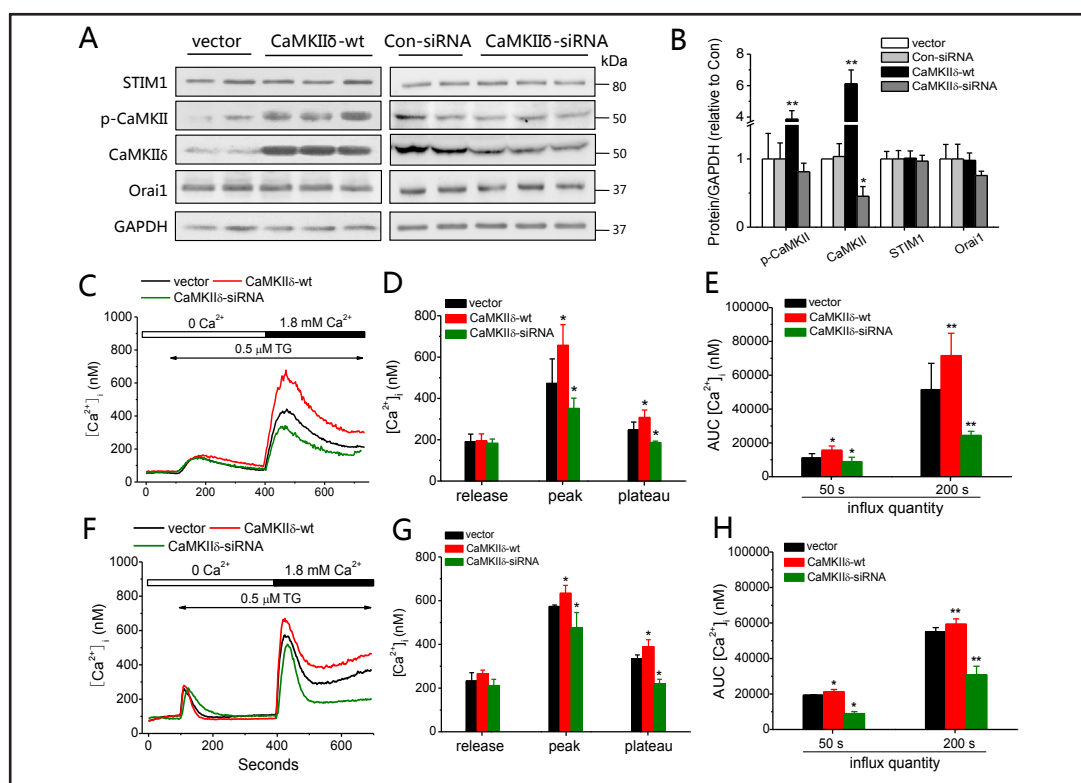 A
vector CaMKIIδ-wt Con-siRNA CaMKIIδ-siRNA
kDa
STIM1 80
p-CaMKII 50
CaMKIIδ 50
Orai1 37
GAPDH 37
B
vector
Con-siRNA
CaMKIIδ-wt
CaMKIIδ-siRNA
Protein/GAPDH (relative to Con)
8
6
4
1
0
** ** *
p-CaMKII CaMKII STIM1 Orai1
C
vector CaMKIIδ-wt
CaMKIIδ-siRNA
0 Ca²⁺ 1.8 mM Ca²⁺
0.5 μM TG
[Ca²⁺]ᵢ (nM)
1000
800
600
400
200
0
0 200 400 600
D
vector
CaMKIIδ-wt
CaMKIIδ-siRNA
[Ca²⁺]ᵢ (nM)
1000
800
600
400
200
0
* * * *
release peak plateau
E
vector
CaMKIIδ-wt
CaMKIIδ-siRNA
AUC [Ca²⁺]ᵢ (nM)
100000
80000
60000
40000
20000
0
* * ** **
50 s 200 s
influx quantity
F
vector CaMKIIδ-wt
CaMKIIδ-siRNA
0 Ca²⁺ 1.8 mM Ca²⁺
0.5 μM TG
[Ca²⁺]ᵢ (nM)
1000
800
600
400
200
0
0 200 400 600
Seconds
G
vector
CaMKIIδ-wt
CaMKIIδ-siRNA
[Ca²⁺]ᵢ (nM)
1000
800
600
400
200
0
* * * *
release peak plateau
H
vector
CaMKIIδ-wt
CaMKIIδ-siRNA
AUC [Ca²⁺]ᵢ (nM)
100000
80000
60000
40000
20000
0
* * ** **
50 s 200 s
influx quantity